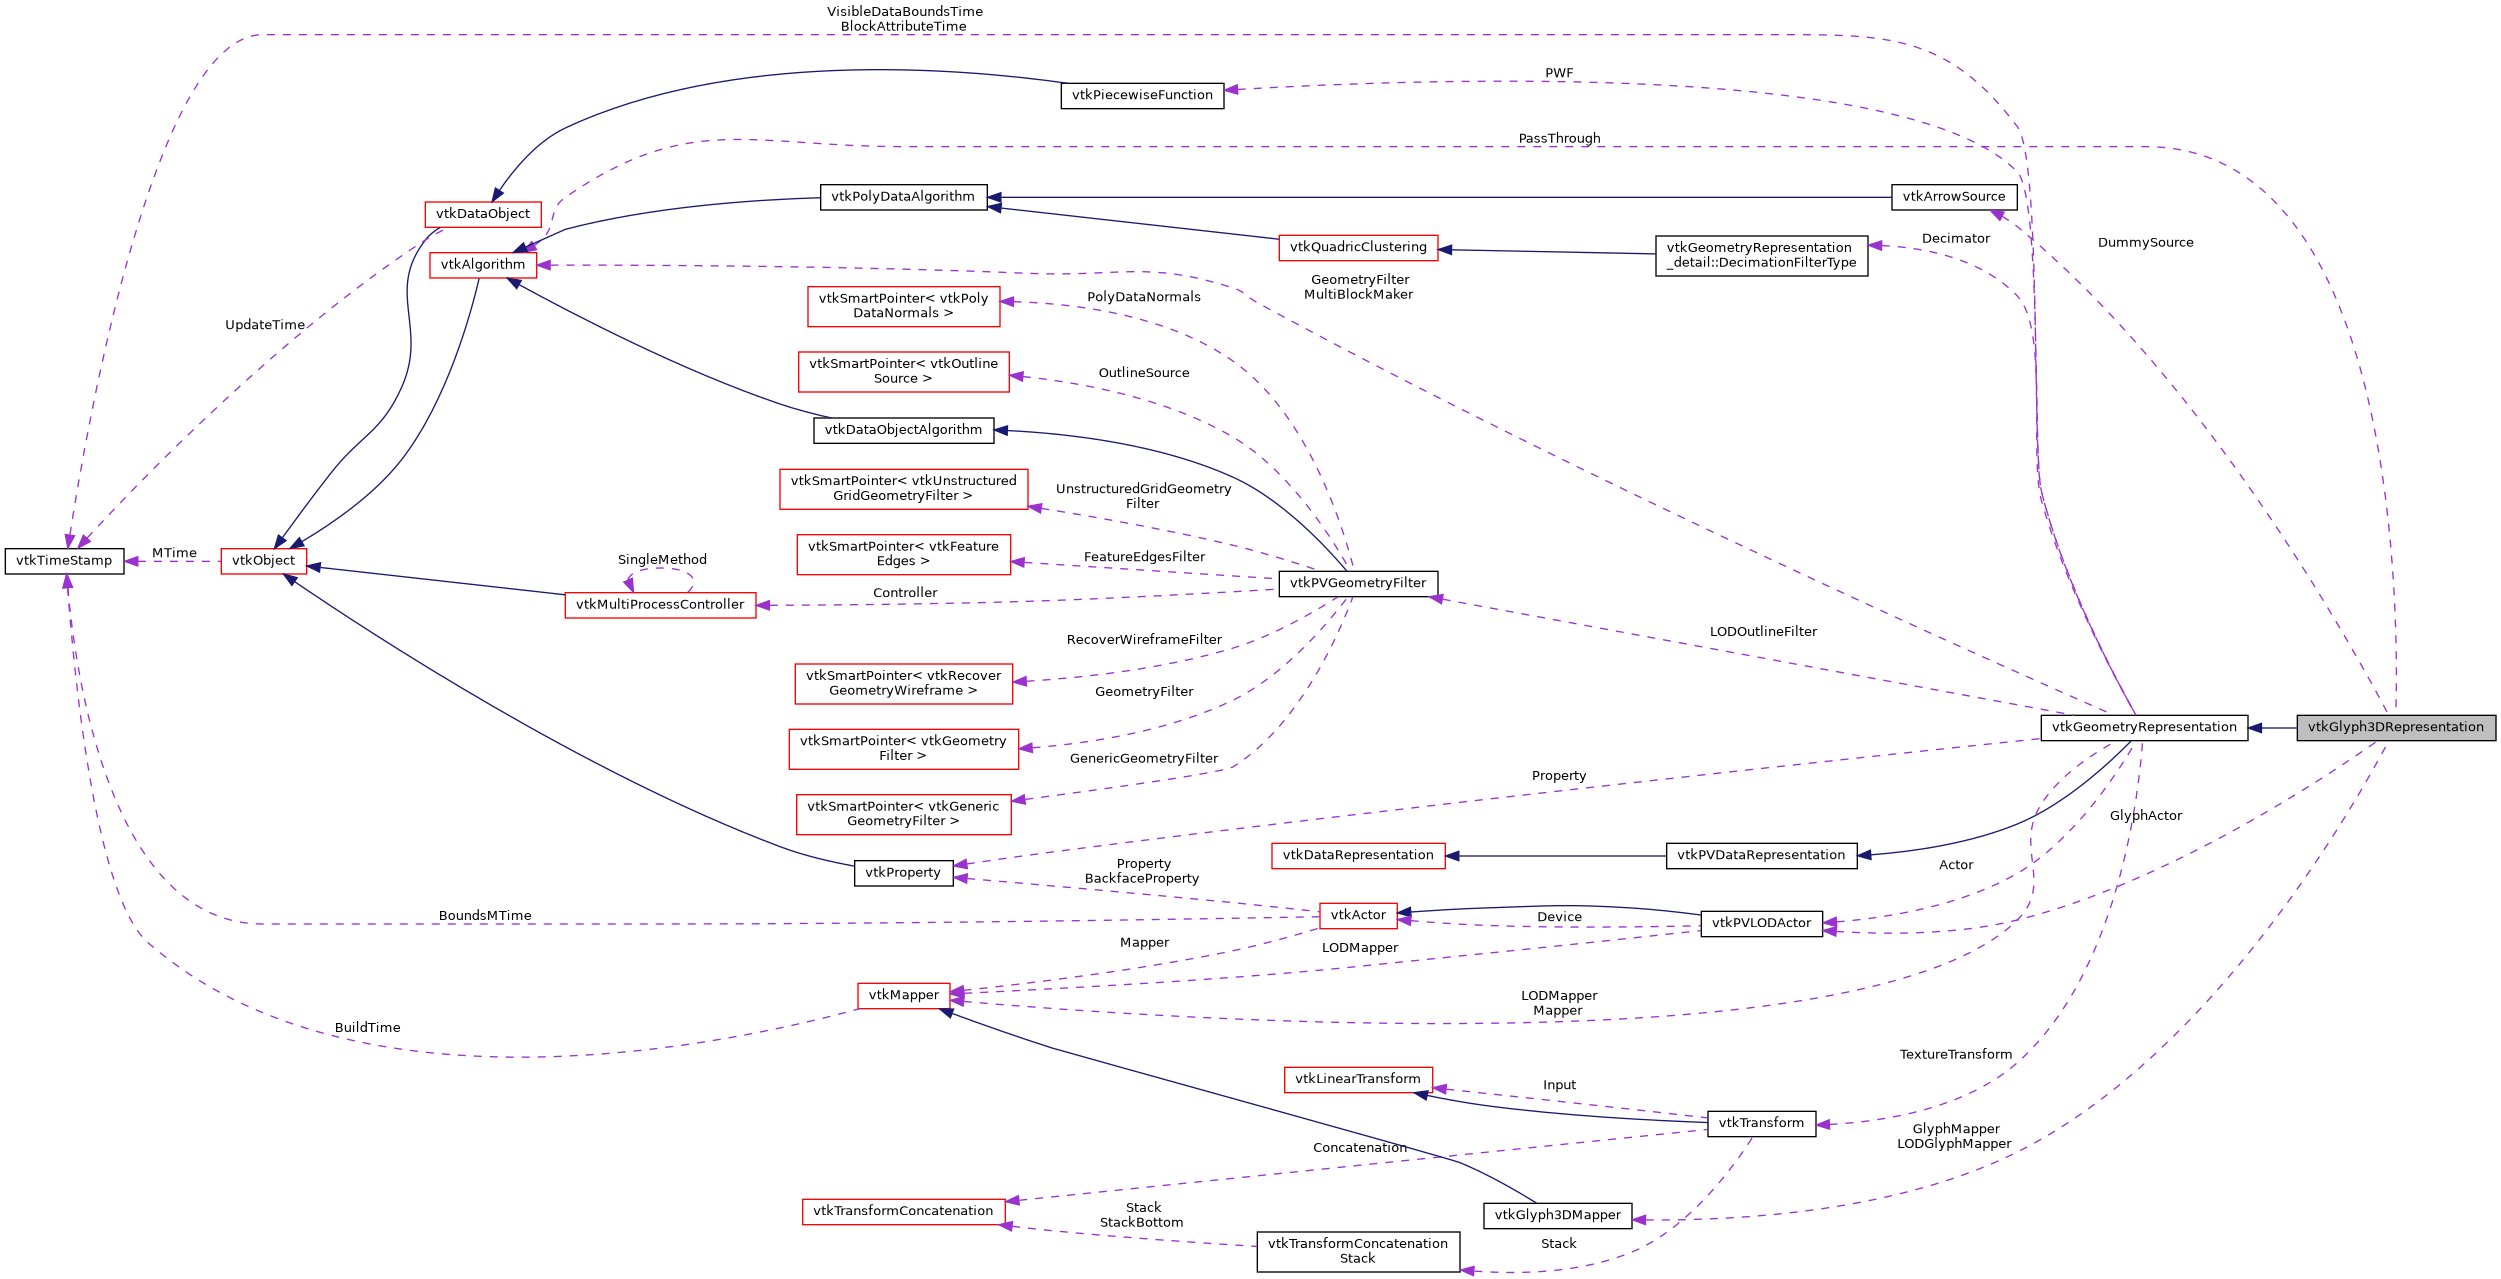 VisibleDataBoundsTime
BlockAttributeTime
PWF
vtkPiecewiseFunction
PassThrough
vtkPolyDataAlgorithm
vtkArrowSource
vtkDataObject
Decimator
DummySource
vtkQuadricClustering
vtkGeometryRepresentation
_detail::DecimationFilterType
vtkAlgorithm
GeometryFilter
MultiBlockMaker
vtkSmartPointer< vtkPoly
DataNormals >
PolyDataNormals
UpdateTime
vtkSmartPointer< vtkOutline
Source >
OutlineSource
vtkDataObjectAlgorithm
vtkSmartPointer< vtkUnstructured
GridGeometryFilter >
UnstructuredGridGeometry
Filter
vtkTimeStamp
MTime
vtkObject
SingleMethod
vtkSmartPointer< vtkFeature
Edges >
FeatureEdgesFilter
vtkPVGeometryFilter
vtkMultiProcessController
Controller
LODOutlineFilter
RecoverWireframeFilter
vtkSmartPointer< vtkRecover
GeometryWireframe >
GeometryFilter
vtkSmartPointer< vtkGeometry
Filter >
vtkGeometryRepresentation
vtkGlyph3DRepresentation
GenericGeometryFilter
Property
vtkSmartPointer< vtkGeneric
GeometryFilter >
GlyphActor
vtkDataRepresentation
vtkPVDataRepresentation
vtkProperty
Property
BackfaceProperty
Actor
BoundsMTime
vtkActor
Device
vtkPVLODActor
Mapper
LODMapper
vtkMapper
LODMapper
Mapper
BuildTime
TextureTransform
vtkLinearTransform
Input
vtkTransform
GlyphMapper
LODGlyphMapper
Concatenation
vtkTransformConcatenation
Stack
StackBottom
vtkGlyph3DMapper
vtkTransformConcatenation
Stack
Stack